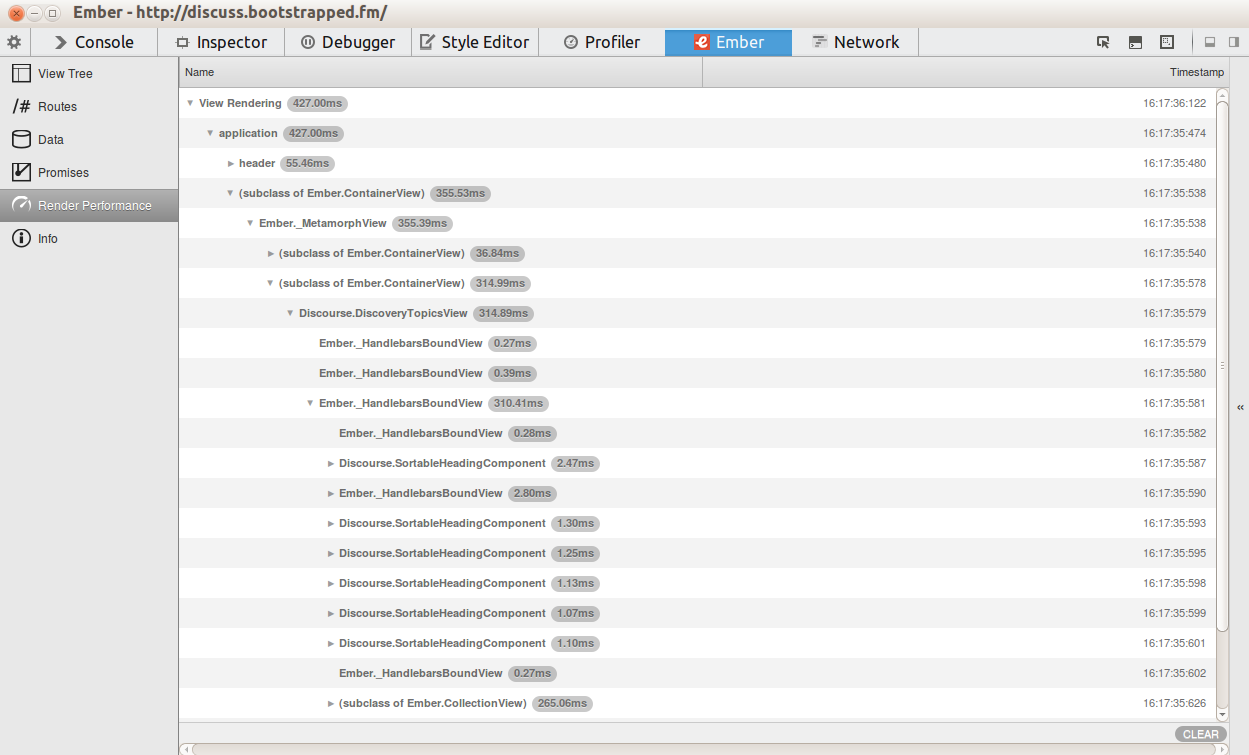 Ember - http://discuss.bootstrapped.fm/
Console Inspector Debugger Style Editor Profiler Ember Network
View Tree
Routes
Data
Promises
Render Performance
Info
Name Timestamp
View Rendering 427.00ms 16:17:36:122
application 427.00ms 16:17:35:474
header 55.46ms 16:17:35:480
(subclass of Ember.ContainerView) 355.53ms 16:17:35:538
Ember._MetamorphView 355.39ms 16:17:35:538
(subclass of Ember.ContainerView) 36.84ms 16:17:35:540
(subclass of Ember.ContainerView) 314.99ms 16:17:35:578
Discourse.DiscoveryTopicsView 314.89ms 16:17:35:579
Ember._HandlebarsBoundView 0.27ms 16:17:35:579
Ember._HandlebarsBoundView 0.39ms 16:17:35:580
Ember._HandlebarsBoundView 310.41ms 16:17:35:581
Ember._HandlebarsBoundView 0.28ms 16:17:35:582
Discourse.SortableHeadingComponent 2.47ms 16:17:35:587
Ember._HandlebarsBoundView 2.80ms 16:17:35:590
Discourse.SortableHeadingComponent 1.30ms 16:17:35:593
Discourse.SortableHeadingComponent 1.25ms 16:17:35:595
Discourse.SortableHeadingComponent 1.13ms 16:17:35:598
Discourse.SortableHeadingComponent 1.07ms 16:17:35:599
Discourse.SortableHeadingComponent 1.10ms 16:17:35:601
Ember._HandlebarsBoundView 0.27ms 16:17:35:602
(subclass of Ember.CollectionView) 265.06ms 16:17:35:626
CLEAR